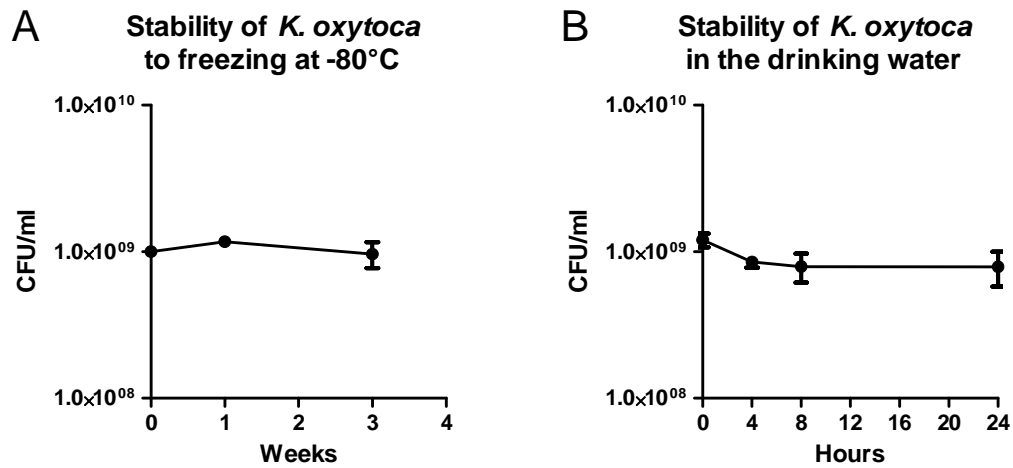 A
Stability of K. oxytoca
to freezing at -80°C
1.0×10¹⁰
1.0×10⁰⁹
1.0×10⁰⁸
CFU/ml
0 1 2 3 4
Weeks
B
Stability of K. oxytoca
in the drinking water
1.0×10¹⁰
1.0×10⁰⁹
1.0×10⁰⁸
CFU/ml
0 4 8 12 16 20 24
Hours